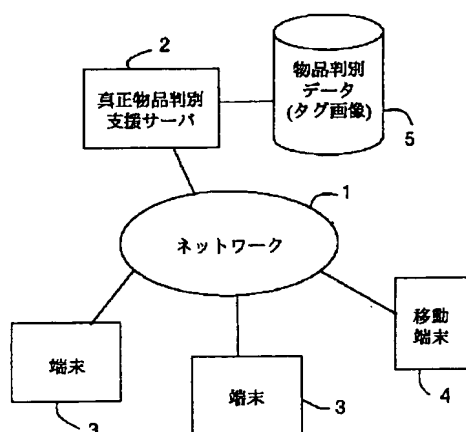 2
真正物品判別
支援サーバ
物品判別
データ
(タグ画像)
5
1
ネットワーク
端末
3
端末
3
移動
端末
4